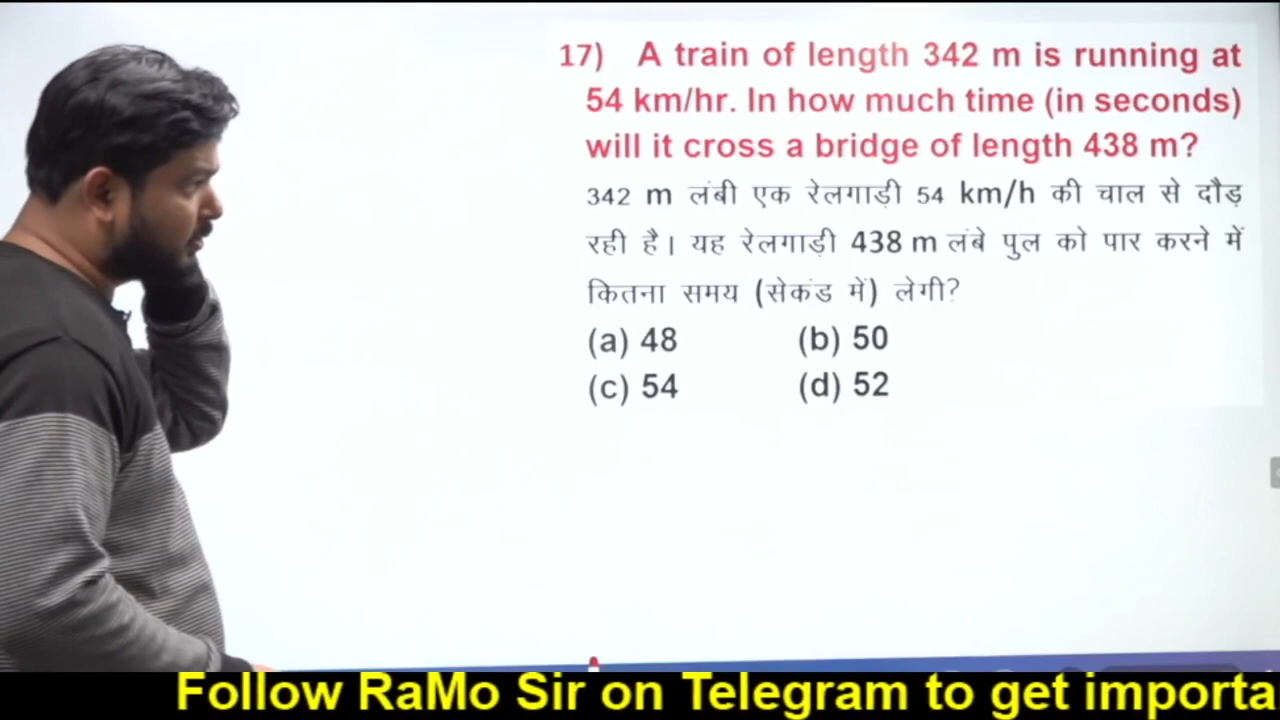 17) A train of length 342 m is running at
54 km/hr. In how much time (in seconds)
will it cross a bridge of length 438 m?
342 m लंबी एक रेलगाड़ी 54 km/h की चाल से दौड़
रही है। यह रेलगाड़ी 438 m लंबे पुल को पार करने में
कितना समय (सेकंड में) लेगी?
(a) 48 (b) 50
(c) 54 (d) 52
Follow RaMo Sir on Telegram to get importa